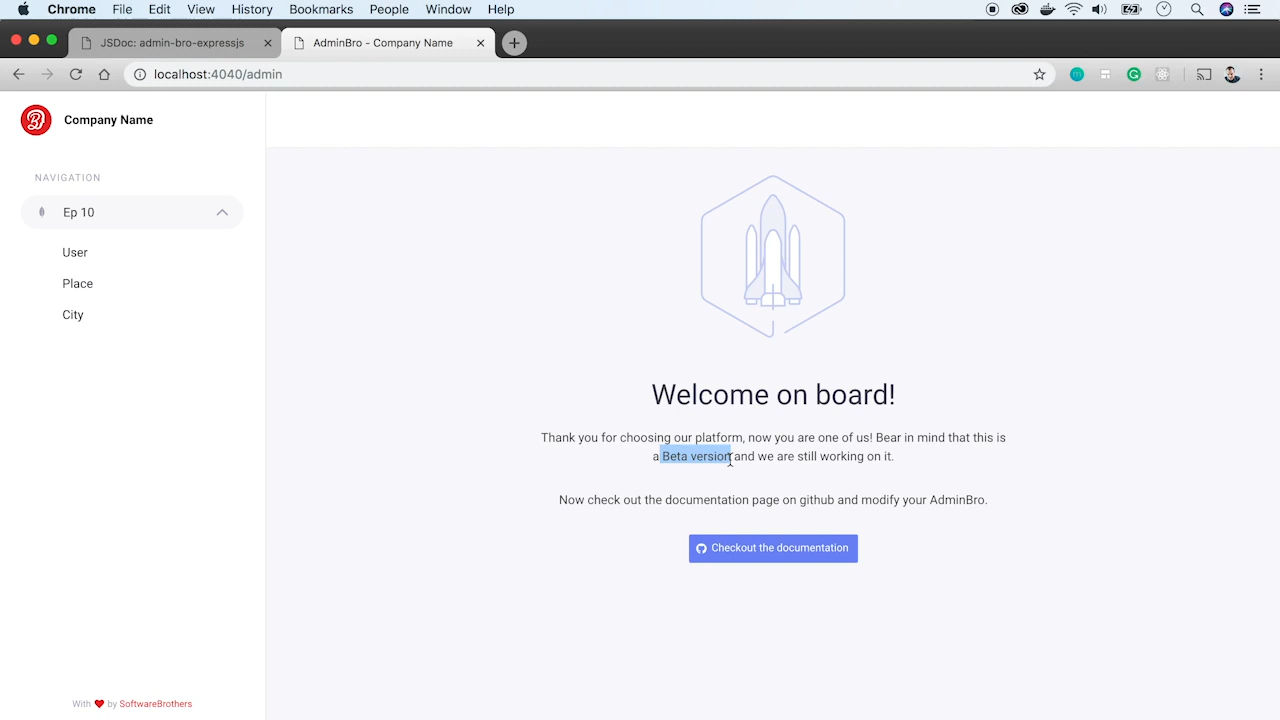 Chrome File Edit View History Bookmarks People Window Help
JSDoc: admin-bro-expressjs
AdminBro - Company Name
localhost:4040/admin
Company Name
NAVIGATION
Ep 10
User
Place
City
Welcome on board!
Thank you for choosing our platform, now you are one of us! Bear in mind that this is
a Beta version and we are still working on it.
Now check out the documentation page on github and modify your AdminBro.
Checkout the documentation
With ❤ by SoftwareBrothers